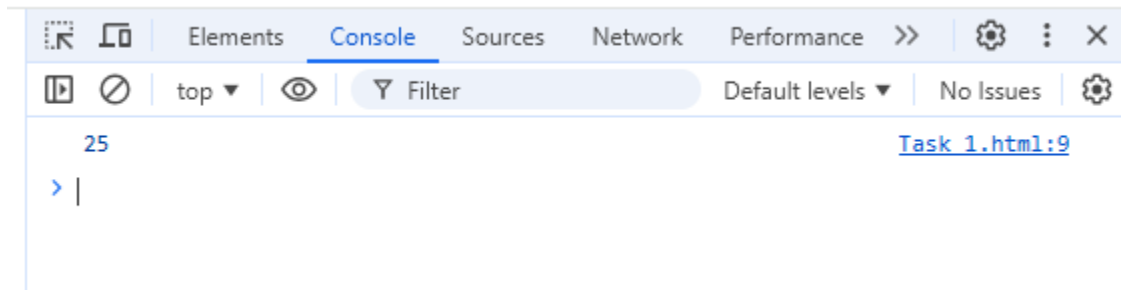 Elements Console Sources Network Performance
top Filter Default levels No Issues
25 Task 1.html:9